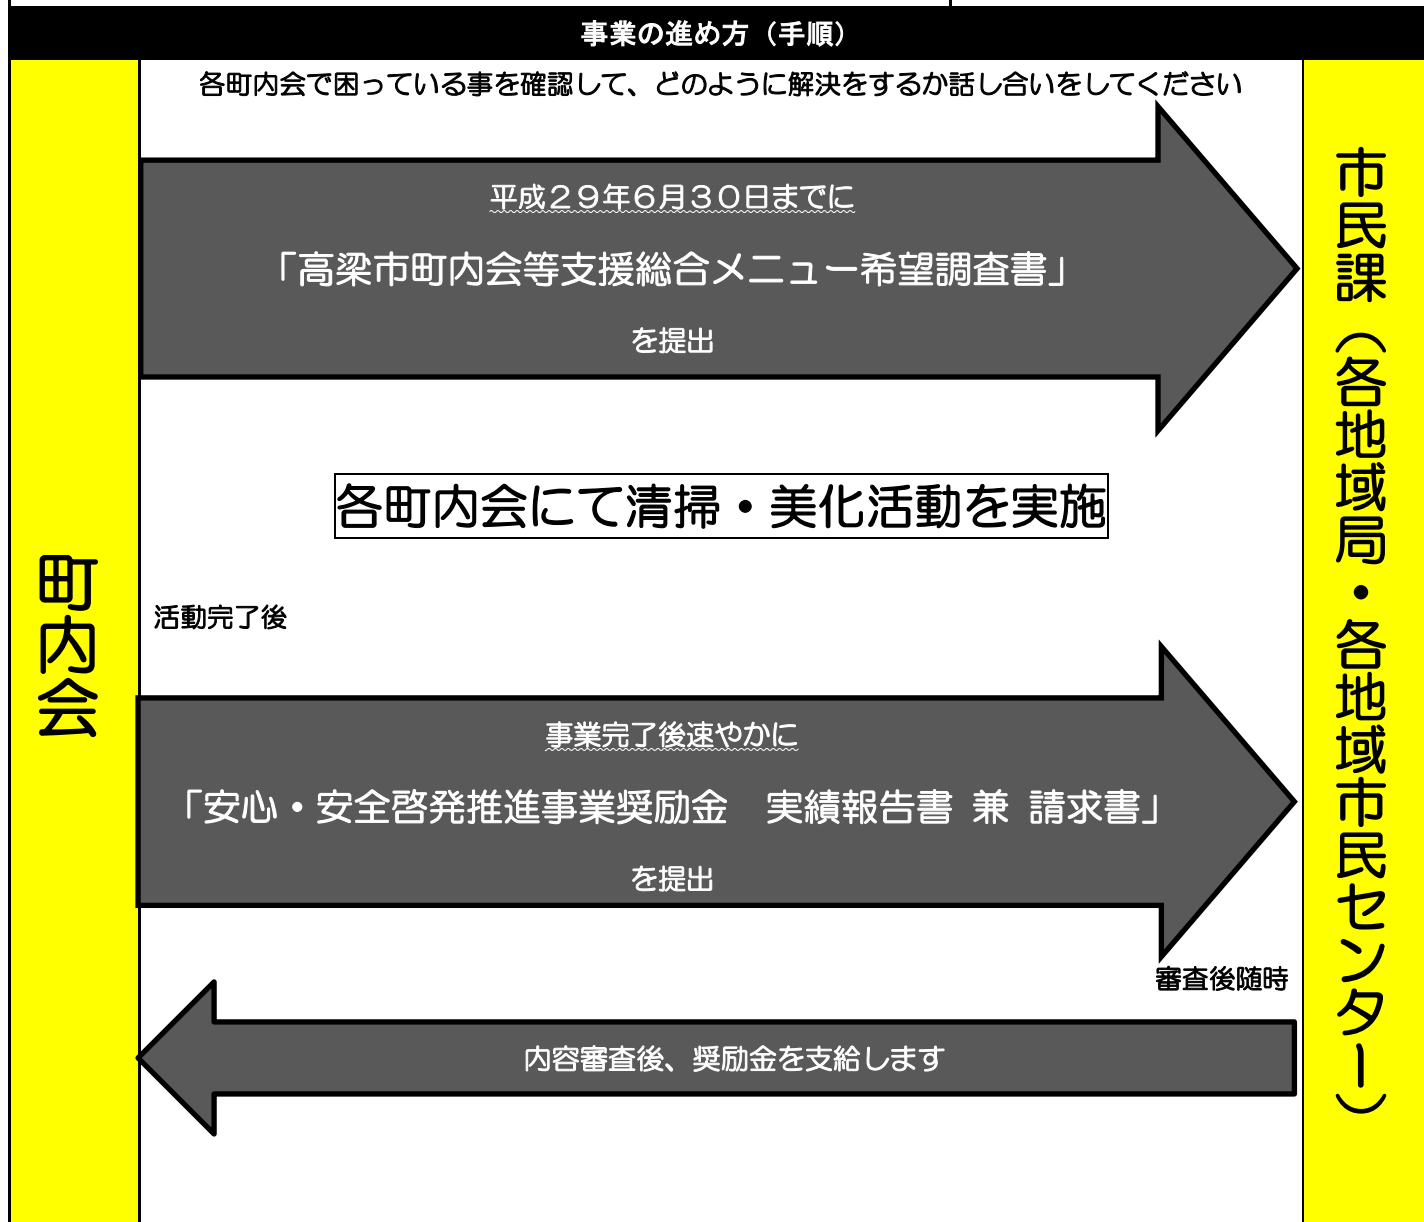 事業の進め方（手順）
各町内会で困っている事を確認して、どのように解決をするか話し合いをしてください
平成２９年６月３０日までに
「高梁市町内会等支援総合メニュー希望調査書」
を提出
各町内会にて清掃・美化活動を実施
町内会
活動完了後
事業完了後速やかに
「安心・安全啓発推進事業奨励金　実績報告書 兼 請求書」
を提出
審査後随時
内容審査後、奨励金を支給します
市民課（各地域局・各地域市民センター）